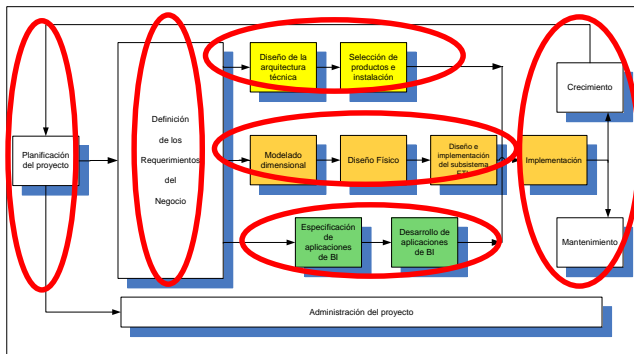 Planificación
del proyecto
Definición
de los
Requerimientos
del
Negocio
Diseño de la
arquitectura
técnica
Selección de
productos e
instalación
Modelado
dimensional
Diseño Físico
Diseño e
implementación
del subsistema
ETL
Implementación
Especificación
de
aplicaciones
de BI
Desarrollo de
aplicaciones
de BI
Crecimiento
Mantenimiento
Administración del proyecto